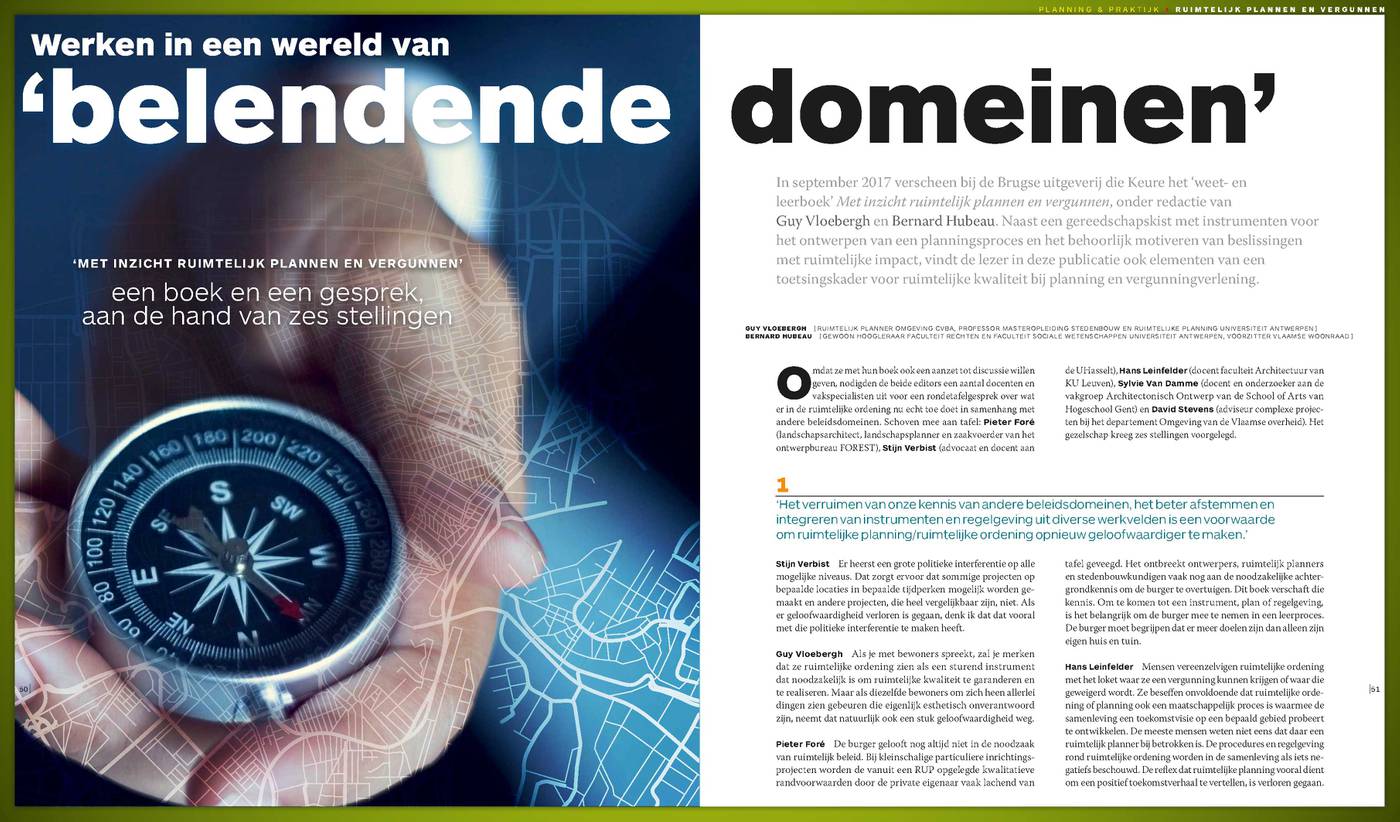 PLANNING & PRAKTIJK • RUIMTELIJK PLANNEN EN VERGUNNEN
Werken in een wereld van
‘belendende domeinen’
‘MET INZICHT RUIMTELIJK PLANNEN EN VERGUNNEN’
een boek en een gesprek,
aan de hand van zes stellingen
160 180 200 220 240 260 280
140
120
100
80
60
S
SW
W
NW
N
NE
E
SE
50|
In september 2017 verscheen bij de Brugse uitgeverij die Keure het ‘weet- en
leerboek’ Met inzicht ruimtelijk plannen en vergunnen, onder redactie van
Guy Vloebergh en Bernard Hubeau. Naast een gereedschapskist met instrumenten voor
het ontwerpen van een planningsproces en het behoorlijk motiveren van beslissingen
met ruimtelijke impact, vindt de lezer in deze publicatie ook elementen van een
toetsingskader voor ruimtelijke kwaliteit bij planning en vergunningverlening.
GUY VLOEBERGH [RUIMTELIJK PLANNER OMGEVING CVBA, PROFESSOR MASTEROPLEIDING STEDENBOUW EN RUIMTELIJKE PLANNING UNIVERSITEIT ANTWERPEN]
BERNARD HUBEAU [GEWOON HOOGLERAAR FACULTEIT RECHTEN EN FACULTEIT SOCIALE WETENSCHAPPEN UNIVERSITEIT ANTWERPEN, VOORZITTER VLAAMSE WOONRAAD]
Omdat ze met hun boek ook een aanzet tot discussie willen
geven, nodigden de beide editors een aantal docenten en
vakspecialisten uit voor een rondetafelgesprek over wat
er in de ruimtelijke ordening nu echt toe doet in samenhang met
andere beleidsdomeinen. Schoven mee aan tafel: Pieter Foré
(landschapsarchitect, landschapsplanner en zaakvoerder van het
ontwerpbureau FOREST), Stijn Verbist (advocaat en docent aan
de UHasselt), Hans Leinfelder (docent faculteit Architectuur van
KU Leuven), Sylvie Van Damme (docent en onderzoeker aan de
vakgroep Architectonisch Ontwerp van de School of Arts van
Hogeschool Gent) en David Stevens (adviseur complexe projec-
ten bij het departement Omgeving van de Vlaamse overheid). Het
gezelschap kreeg zes stellingen voorgelegd.
1
‘Het verruimen van onze kennis van andere beleidsdomeinen, het beter afstemmen en
integreren van instrumenten en regelgeving uit diverse werkvelden is een voorwaarde
om ruimtelijke planning/ruimtelijke ordening opnieuw geloofwaardiger te maken.’
Stijn Verbist Er heerst een grote politieke interferentie op alle
mogelijke niveaus. Dat zorgt ervoor dat sommige projecten op
bepaalde locaties in bepaalde tijdperken mogelijk worden ge-
maakt en andere projecten, die heel vergelijkbaar zijn, niet. Als
er geloofwaardigheid verloren is gegaan, denk ik dat dat vooral
met die politieke interferentie te maken heeft.
Guy Vloebergh Als je met bewoners spreekt, zal je merken
dat ze ruimtelijke ordening zien als een sturend instrument
dat noodzakelijk is om ruimtelijke kwaliteit te garanderen en
te realiseren. Maar als diezelfde bewoners om zich heen allerlei
dingen zien gebeuren die eigenlijk esthetisch onverantwoord
zijn, neemt dat natuurlijk ook een stuk geloofwaardigheid weg.
Pieter Foré De burger gelooft nog altijd niet in de noodzaak
van ruimtelijk beleid. Bij kleinschalige particuliere inrichtings-
projecten worden de vanuit een RUP opgelegde kwalitatieve
randvoorwaarden door de private eigenaar vaak lachend van
tafel geveegd. Het ontbreekt ontwerpers, ruimtelijk planners
en stedenbouwkundigen vaak nog aan de noodzakelijke achter-
grondkennis om de burger te overtuigen. Dit boek verschaft die
kennis. Om te komen tot een instrument, plan of regelgeving,
is het belangrijk om de burger mee te nemen in een leerproces.
De burger moet begrijpen dat er meer doelen zijn dan alleen zijn
eigen huis en tuin.
Hans Leinfelder Mensen vereenzelvigen ruimtelijke ordening
met het loket waar ze een vergunning kunnen krijgen of waar die
geweigerd wordt. Ze beseffen onvoldoende dat ruimtelijke orde-
ning of planning ook een maatschappelijk proces is waarmee de
samenleving een toekomstvisie op een bepaald gebied probeert
te ontwikkelen. De meeste mensen weten niet eens dat daar een
ruimtelijk planner bij betrokken is. De procedures en regelgeving
rond ruimtelijke ordening worden in de samenleving als iets ne-
gatiefs beschouwd. De reflex dat ruimtelijke planning vooral dient
om een positief toekomstverhaal te vertellen, is verloren gegaan.
|51